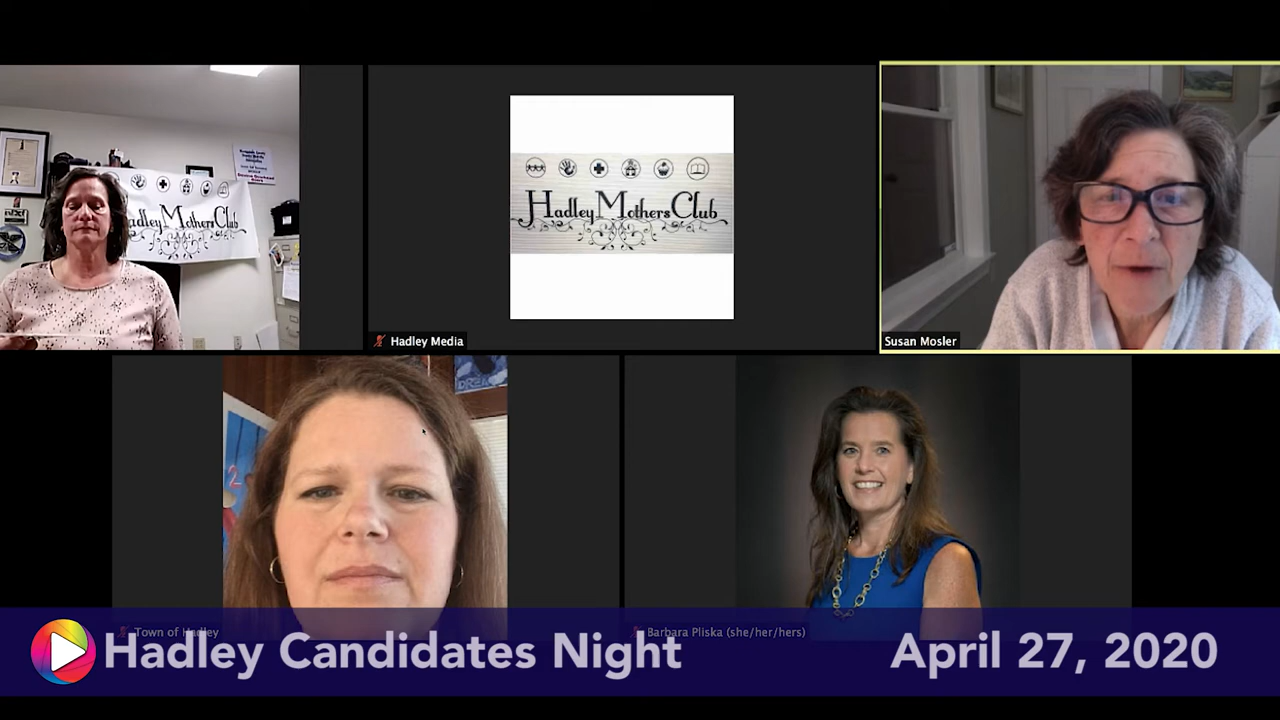 Hadley Mothers Club
Hadley Mothers Club
Hadley Media
Susan Mosler
Town of Hadley
Barbara Pliska (she/her/hers)
Hadley Candidates Night
April 27, 2020